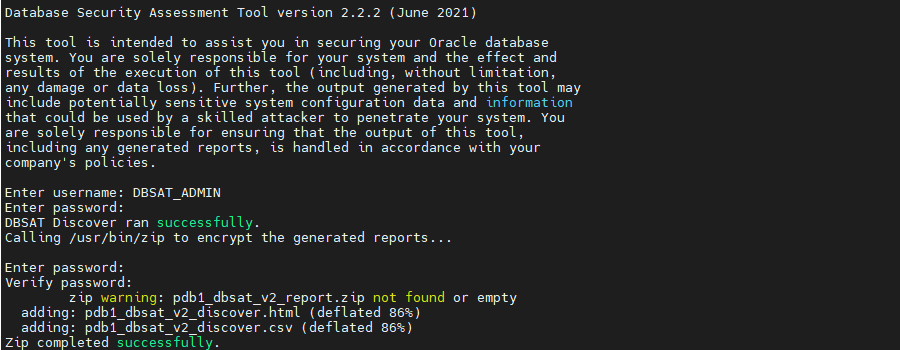 Database Security Assessment Tool version 2.2.2 (June 2021)
This tool is intended to assist you in securing your Oracle database
system. You are solely responsible for your system and the effect and
results of the execution of this tool (including, without limitation,
any damage or data loss). Further, the output generated by this tool may
include potentially sensitive system configuration data and information
that could be used by a skilled attacker to penetrate your system. You
are solely responsible for ensuring that the output of this tool,
including any generated reports, is handled in accordance with your
company's policies.
Enter username: DBSAT_ADMIN
Enter password:
DBSAT Discover ran successfully.
Calling /usr/bin/zip to encrypt the generated reports...
Enter password:
Verify password:
zip warning: pdb1_dbsat_v2_report.zip not found or empty
adding: pdb1_dbsat_v2_discover.html (deflated 86%)
adding: pdb1_dbsat_v2_discover.csv (deflated 86%)
Zip completed successfully.